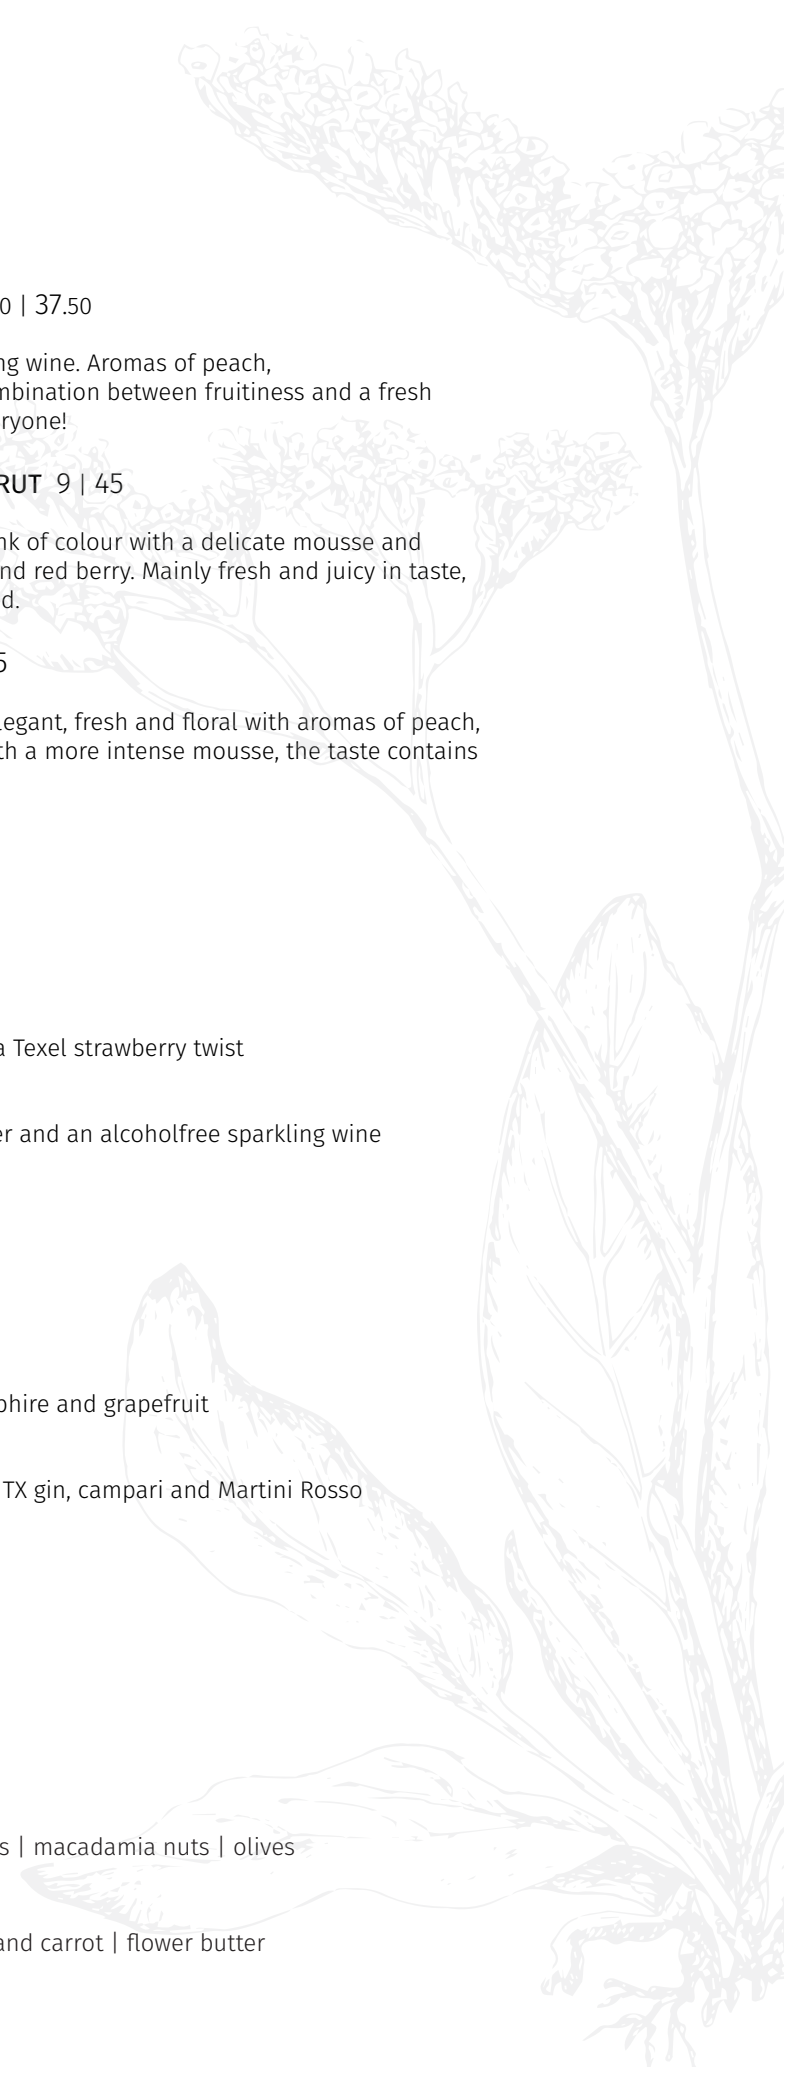 0 | 37.50
ng wine. Aromas of peach,
mbination between fruitiness and a fresh
ryone!
RUT 9 | 45
nk of colour with a delicate mousse and
nd red berry. Mainly fresh and juicy in taste,
d.
5
legant, fresh and floral with aromas of peach,
th a more intense mousse, the taste contains
a Texel strawberry twist
er and an alcoholfree sparkling wine
phire and grapefruit
TX gin, campari and Martini Rosso
s | macadamia nuts | olives
and carrot | flower butter